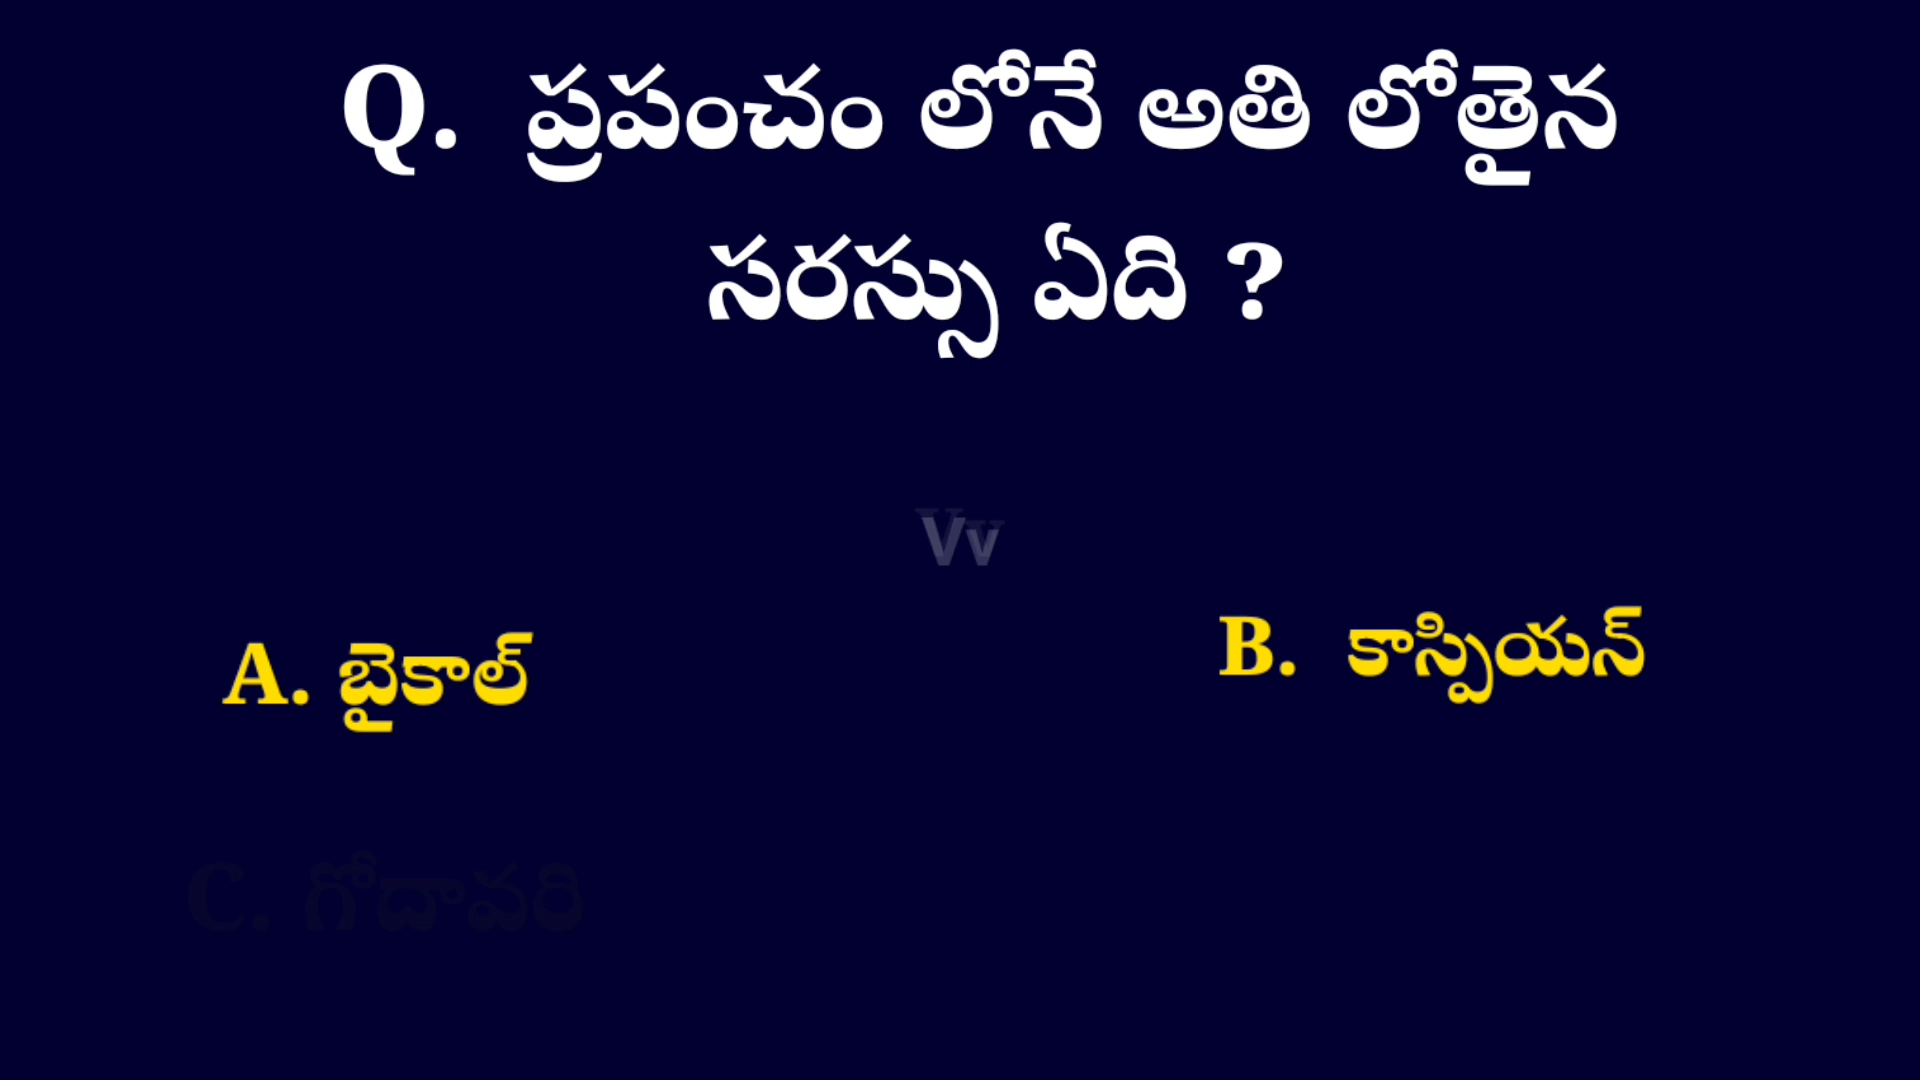 Q. ప్రపంచం లోనే అతి లోతైన
సరస్సు ఏది ?
Vv
A. బైకాల్
B. కాస్పియన్
C. గోదావరి